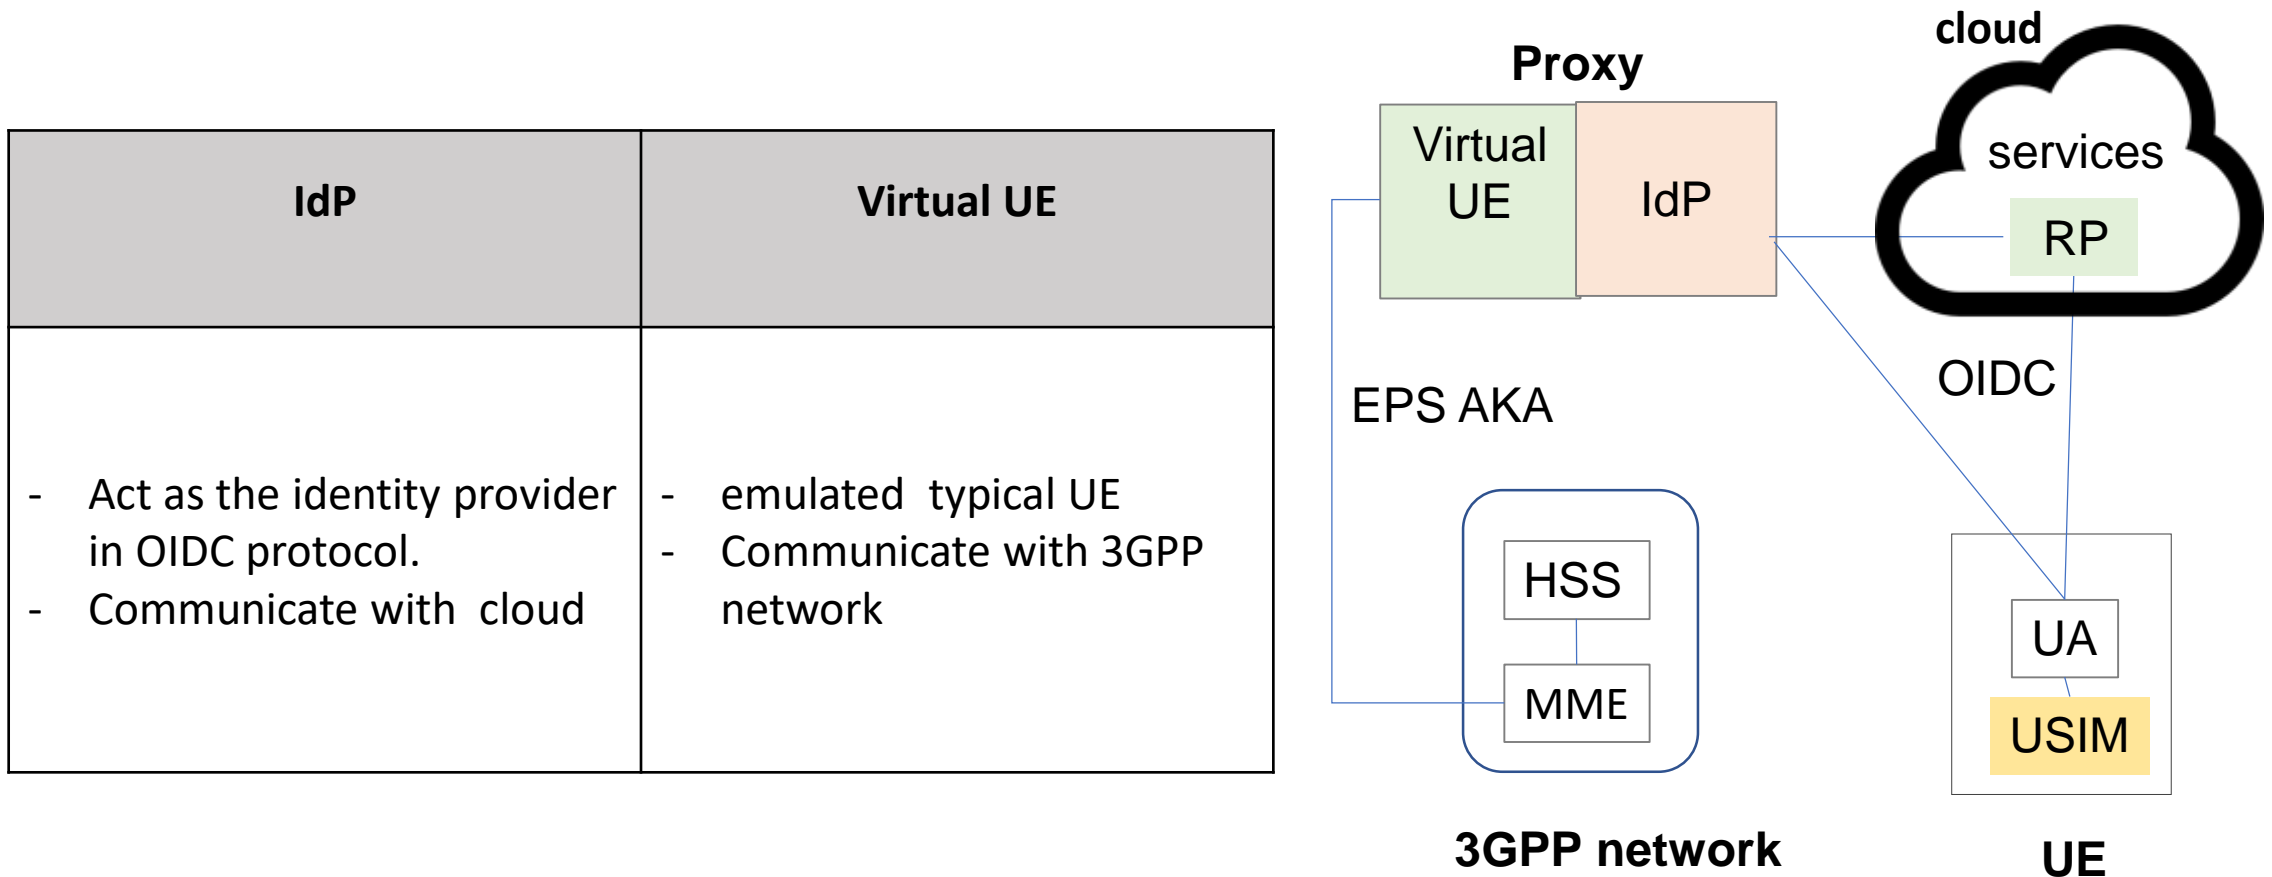 IdP
Virtual UE
- Act as the identity provider
in OIDC protocol.
- Communicate with cloud
- emulated typical UE
- Communicate with 3GPP
network
cloud
Proxy
Virtual
UE
IdP
services
RP
OIDC
EPS AKA
HSS
MME
UA
USIM
3GPP network
UE